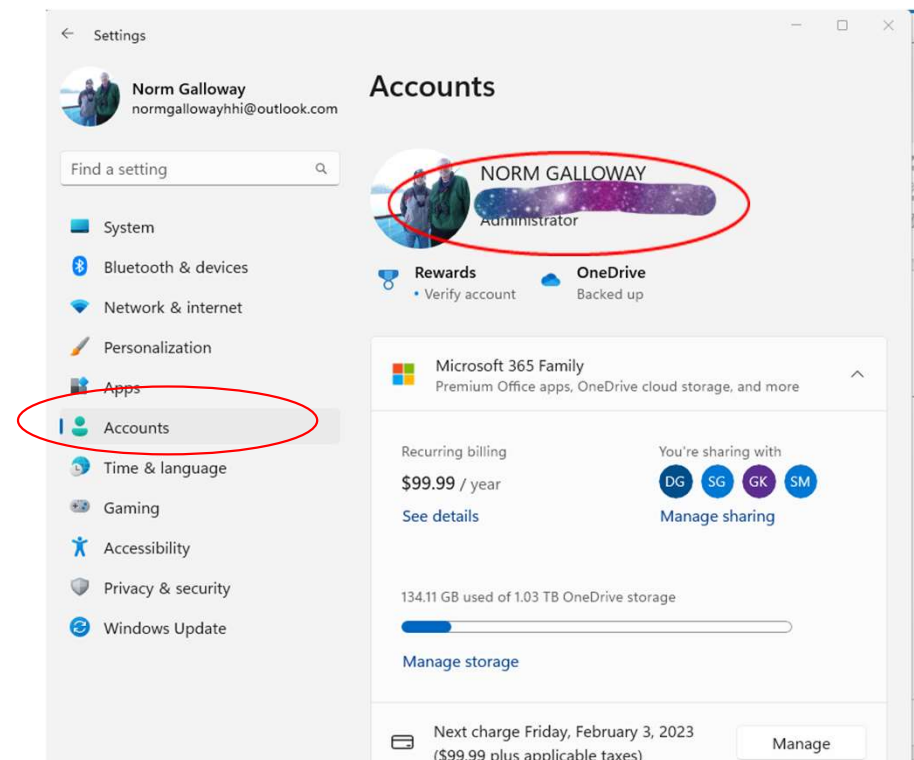 Settings
Norm Galloway
normgallowayhhi@outlook.com
Find a setting
System
Bluetooth & devices
Network & internet
Personalization
Apps
Accounts
Time & language
Gaming
Accessibility
Privacy & security
Windows Update
Accounts
NORM GALLOWAY
Administrator
Rewards
• Verify account
OneDrive
Backed up
Microsoft 365 Family
Premium Office apps, OneDrive cloud storage, and more
Recurring billing
$99.99 / year
See details
You're sharing with
DG SG GK SM
Manage sharing
134.11 GB used of 1.03 TB OneDrive storage
Manage storage
Next charge Friday, February 3, 2023
($99.99 plus applicable taxes)
Manage